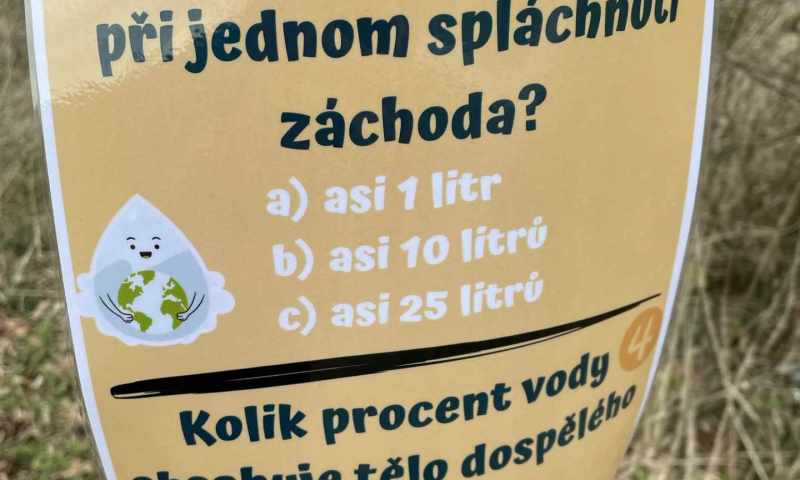 při jednom spláchnutí
záchoda?
a) asi 1 litr
b) asi 10 litrů
c) asi 25 litrů
4
Kolik procent vody
obsahuje tělo dospělého